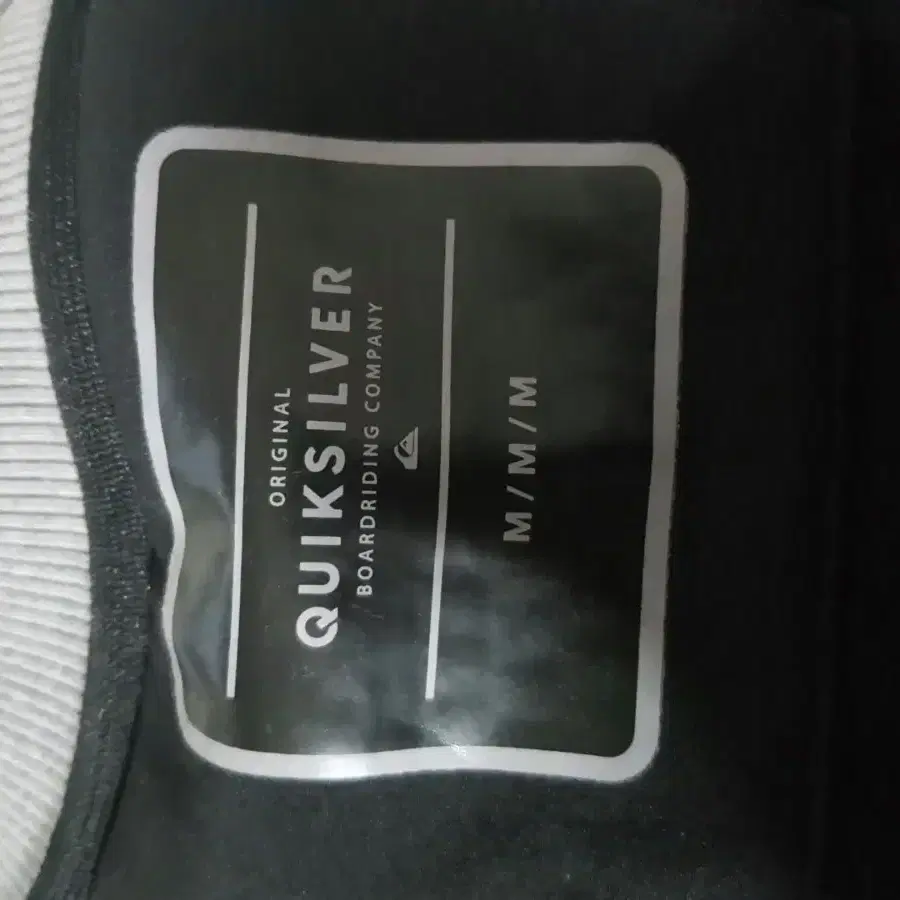 ORIGINAL
QUIKSILVER
BOARDRIDING COMPANY
M / M / M